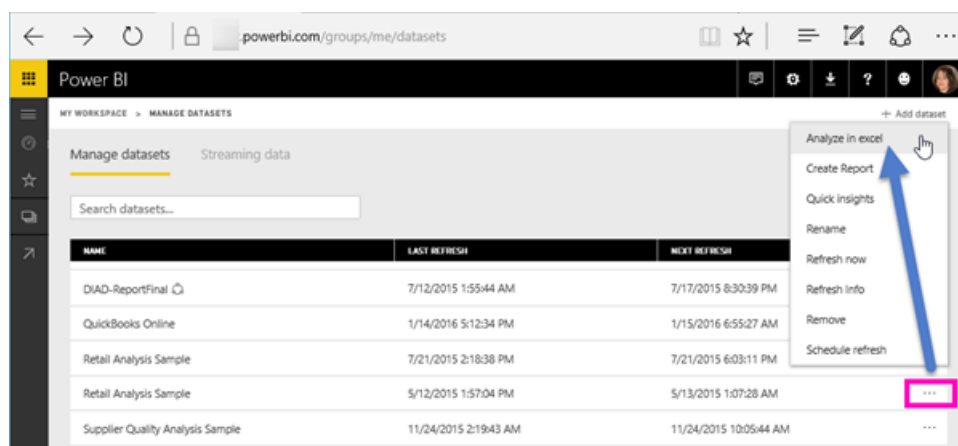 .powerbi.com/groups/me/datasets
Power BI
MY WORKSPACE > MANAGE DATASETS
+ Add dataset
Manage datasets Streaming data
Search datasets...
Analyze in excel
Create Report
Quick insights
Rename
Refresh now
Refresh Info
Remove
Schedule refresh
NAME LAST REFRESH NEXT REFRESH
DIAD-ReportFinal 7/12/2015 1:55:44 AM 7/17/2015 8:30:39 PM
QuickBooks Online 1/14/2016 5:12:34 PM 1/15/2016 6:55:27 AM
Retail Analysis Sample 7/21/2015 2:18:38 PM 7/21/2015 6:03:11 PM
Retail Analysis Sample 5/12/2015 1:57:04 PM 5/13/2015 1:07:28 AM ...
Supplier Quality Analysis Sample 11/24/2015 2:19:43 AM 11/24/2015 10:05:44 AM ...